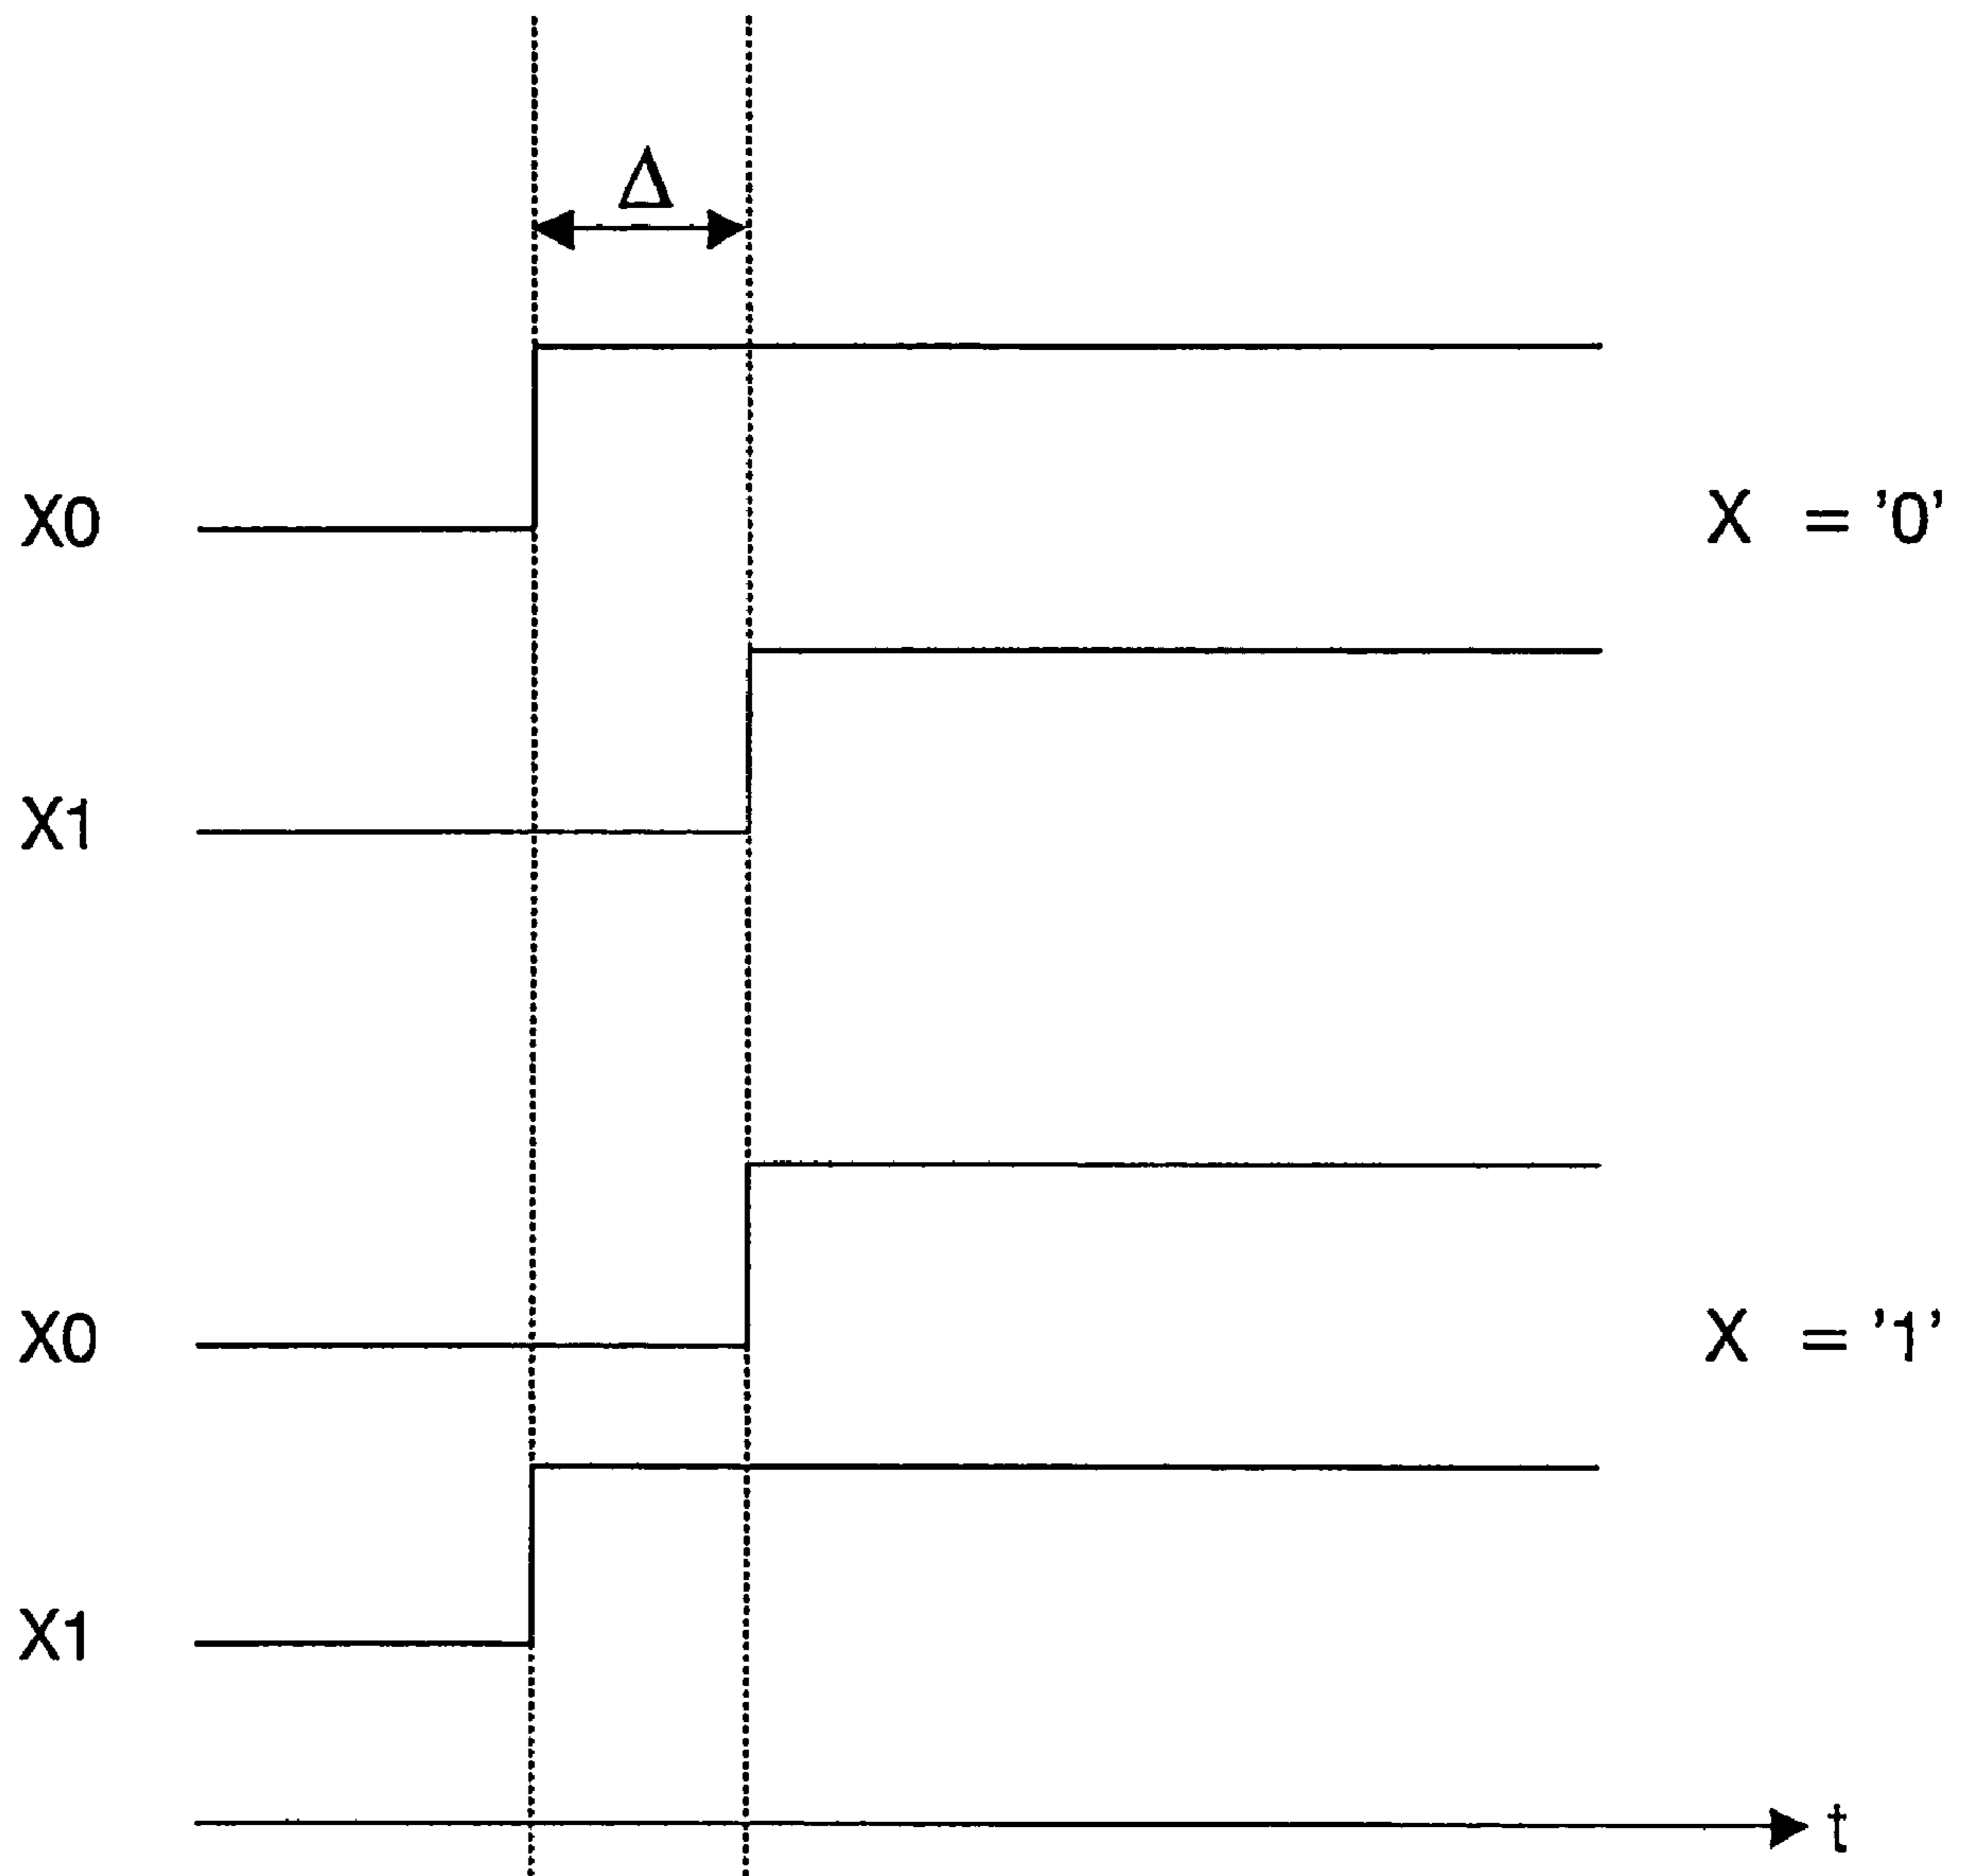 Δ
X0 X = '0'
X1
X0 X = '1'
X1
t